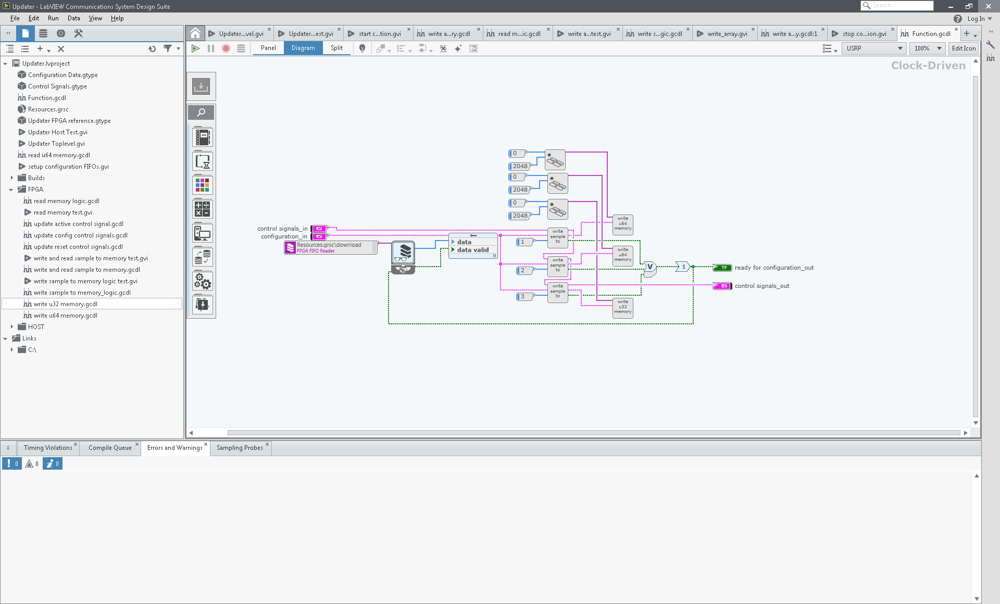 Updater - LabVIEW Communications System Design Suite
Search
File Edit Run Data View Help
Log In
Updater...vel.gvi
Updater...est.gvi
start c...tion.gvi
write a...ry.gcdl
read m...ic.gcdl
write a...test.gvi
write s...gic.gcdl
write_array.gvi
write a...y.gcdl:1
stop co...ion.gvi
Function.gcdl
Panel Diagram Split
USRP
100%
Edit Icon
Updater.lvproject
Configuration Data.gtype
Control Signals.gtype
Function.gcdl
Resources.grsc
Updater FPGA reference.gtype
Updater Host Test.gvi
Updater Toplevel.gvi
read u64 memory.gcdl
setup configuration FIFOs.gvi
Builds
FPGA
read memory logic.gcdl
read memory test.gvi
update active control signal.gcdl
update config control signals.gcdl
update reset control signals.gcdl
write and read sample to memory test.gvi
write and read sample to memory.gcdl
write sample to memory logic test.gvi
write sample to memory_logic.gcdl
write u32 memory.gcdl
write u64 memory.gcdl
HOST
Links
C:\
Clock-Driven
0
2048
0
2048
0
2048
control signals_in
configuration_in
Resources.grsc\download
FPGA FIFO Reader
data
data valid
1
write
sample
to
2
write
sample
to
3
write
sample
to
write
u64
memory
write
u64
memory
write
u32
memory
V
1
TF
ready for configuration_out
control signals_out
Timing Violations
Compile Queue
Errors and Warnings
Sampling Probes
! 0
0
i 0